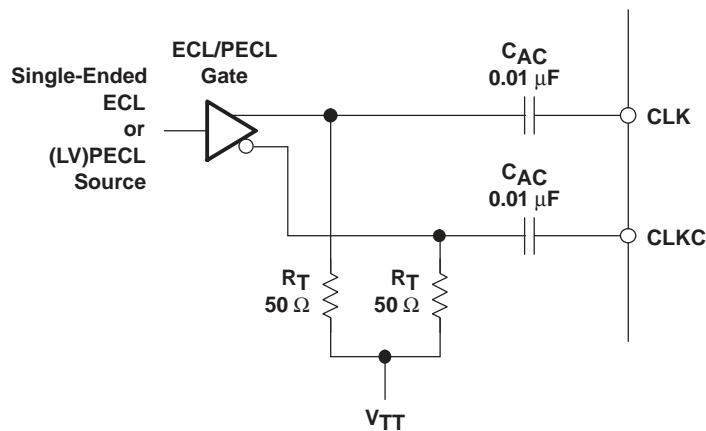 Single-Ended
ECL
or
(LV)PECL
Source
ECL/PECL
Gate
CAC
0.01 μF
CLK
CAC
0.01 μF
CLKC
RT
50 Ω
RT
50 Ω
VTT